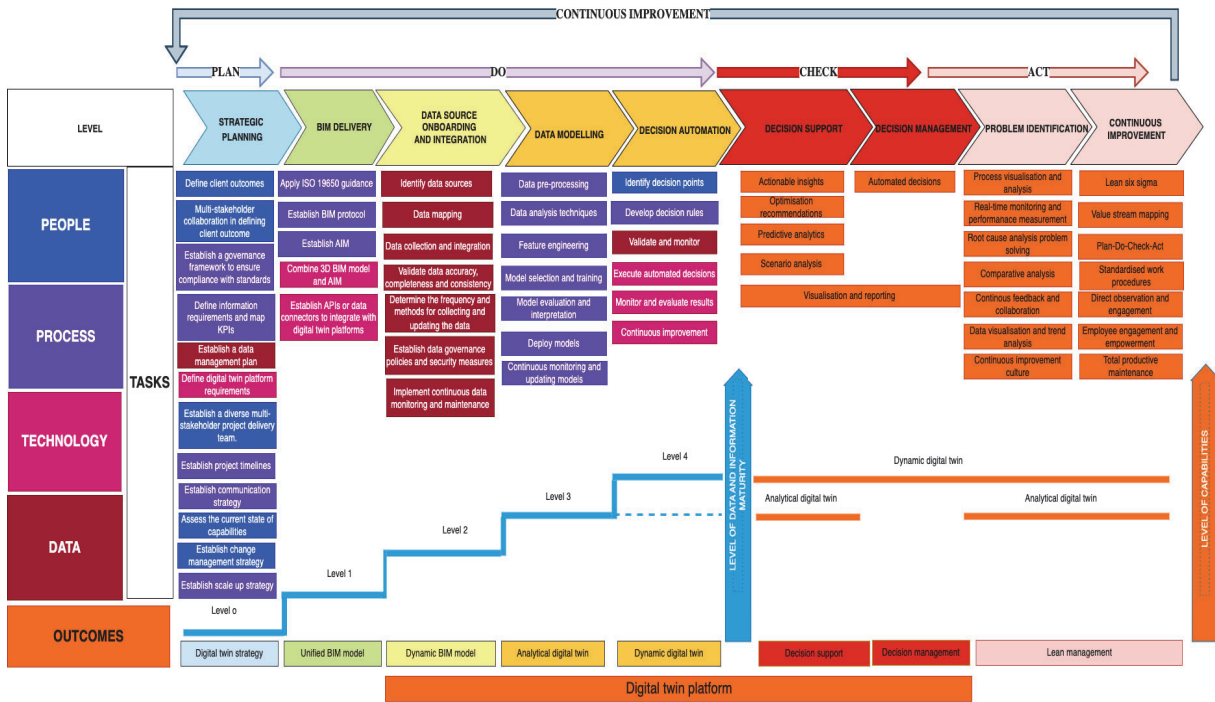 CONTINUOUS IMPROVEMENT
PLAN
DO
CHECK
ACT
LEVEL
STRATEGIC
PLANNING
BIM DELIVERY
DATA SOURCE
ONBOARDING
AND INTEGRATION
DATA MODELLING
DECISION AUTOMATION
DECISION SUPPORT
DECISION MANAGEMENT
PROBLEM IDENTIFICATION
CONTINUOUS
IMPROVEMENT
PEOPLE
PROCESS
TECHNOLOGY
DATA
OUTCOMES
TASKS
Define client outcomes
Multi-stakeholder
collaboration in defining
client outcome
Establish a governance
framework to ensure
compliance with standards
Define information
requirements and map
KPIs
Establish a data
management plan
Define digital twin platform
requirements
Establish a diverse multi-
stakeholder project delivery
team.
Establish project timelines
Establish communication
strategy
Assess the current state of
capabilities
Establish change
management strategy
Establish scale up strategy
Apply ISO 19650 guidance
Establish BIM protocol
Establish AIM
Combine 3D BIM model
and AIM
Establish APIs or data
connectors to integrate with
digital twin platforms
Identify data sources
Data mapping
Data collection and integration
Validate data accuracy,
completeness and consistency
Determine the frequency and
methods for collecting and
updating the data
Establish data governance
policies and security measures
Implement continuous data
monitoring and maintenance
Data pre-processing
Data analysis techniques
Feature engineering
Model selection and training
Model evaluation and
interpretation
Deploy models
Continuous monitoring and
updating models
Identify decision points
Develop decision rules
Validate and monitor
Execute automated decisions
Monitor and evaluate results
Continuous improvement
Actionable insights
Optimisation
recommendations
Predictive analytics
Scenario analysis
Visualisation and reporting
Automated decisions
Process visualisation and
analysis
Real-time monitoring and
performanace measurement
Root cause analysis problem
solving
Comparative analysis
Continous feedback and
collaboration
Data visualisation and trend
analysis
Continuous improvement
culture
Lean six sigma
Value stream mapping
Plan-Do-Check-Act
Standardised work
procedures
Direct observation and
engagement
Employee engagement and
empowerment
Total productive
maintenance
Level o
Level 1
Level 2
Level 3
Level 4
LEVEL OF DATA AND INFORMATION
MATURITY
Dynamic digital twin
Analytical digital twin
Analytical digital twin
LEVEL OF CAPABILITIES
Digital twin strategy
Unified BIM model
Dynamic BIM model
Analytical digital twin
Dynamic digital twin
Decision support
Decision management
Lean management
Digital twin platform